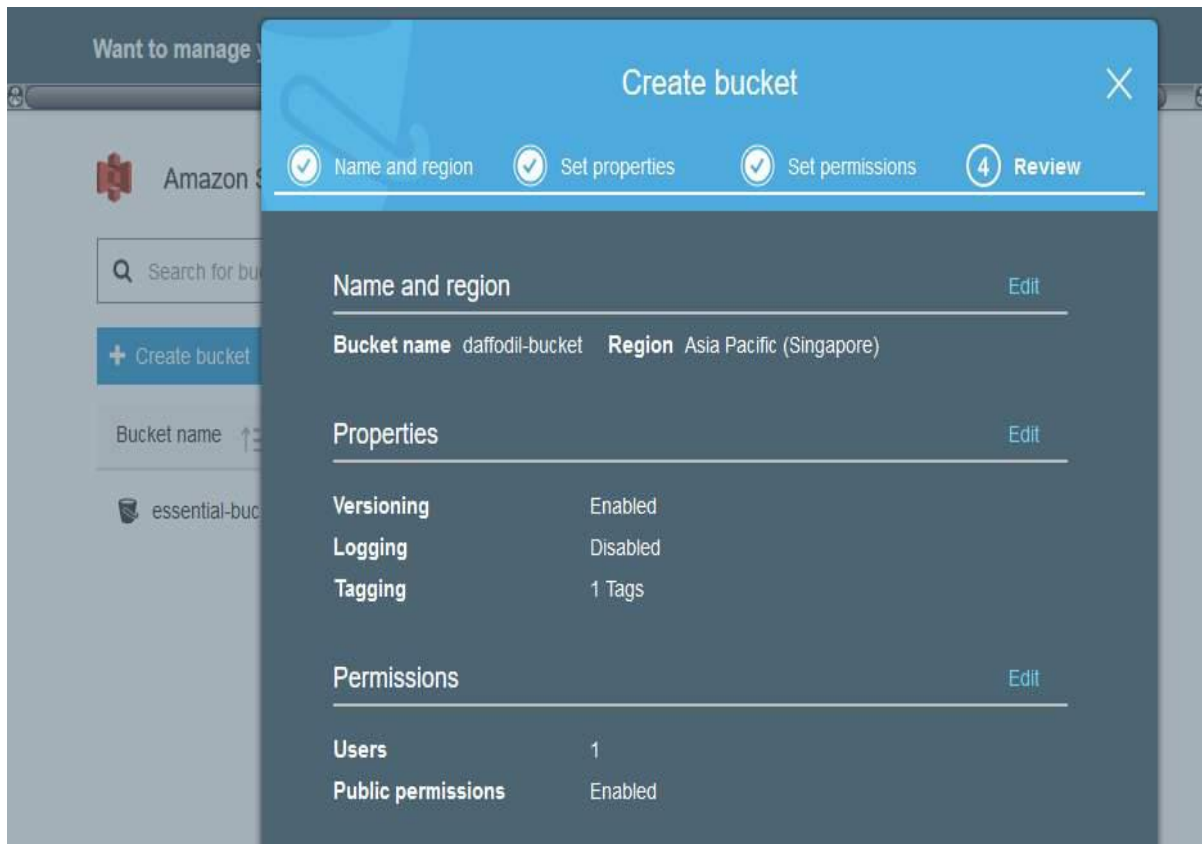 Want to manage
Create bucket
Amazon S
Name and region
Set properties
Set permissions
4 Review
Search for bu
Name and region Edit
Bucket name daffodil-bucket Region Asia Pacific (Singapore)
+ Create bucket
Bucket name
Properties Edit
essential-buc
Versioning Enabled
Logging Disabled
Tagging 1 Tags
Permissions Edit
Users 1
Public permissions Enabled